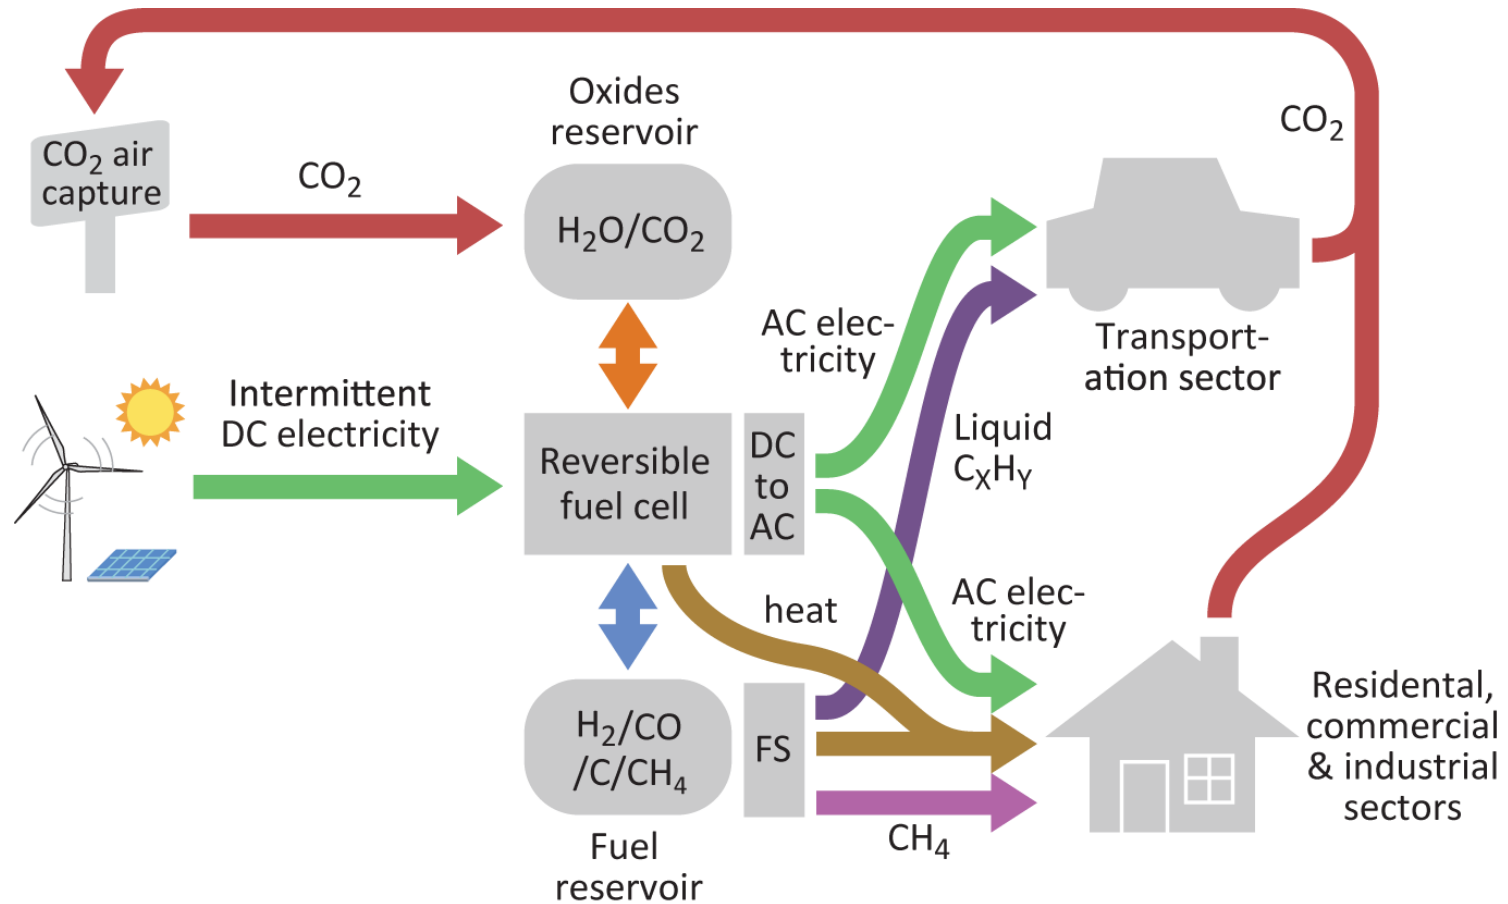 CO₂
CO₂ air
capture
CO₂
Oxides
reservoir
H₂O/CO₂
Intermittent
DC electricity
Reversible
fuel cell
DC
to
AC
AC elec-
tricity
Liquid
CXHY
Transport-
ation sector
heat
AC elec-
tricity
H₂/CO
/C/CH₄
FS
CH₄
Fuel
reservoir
Residental,
commercial
& industrial
sectors